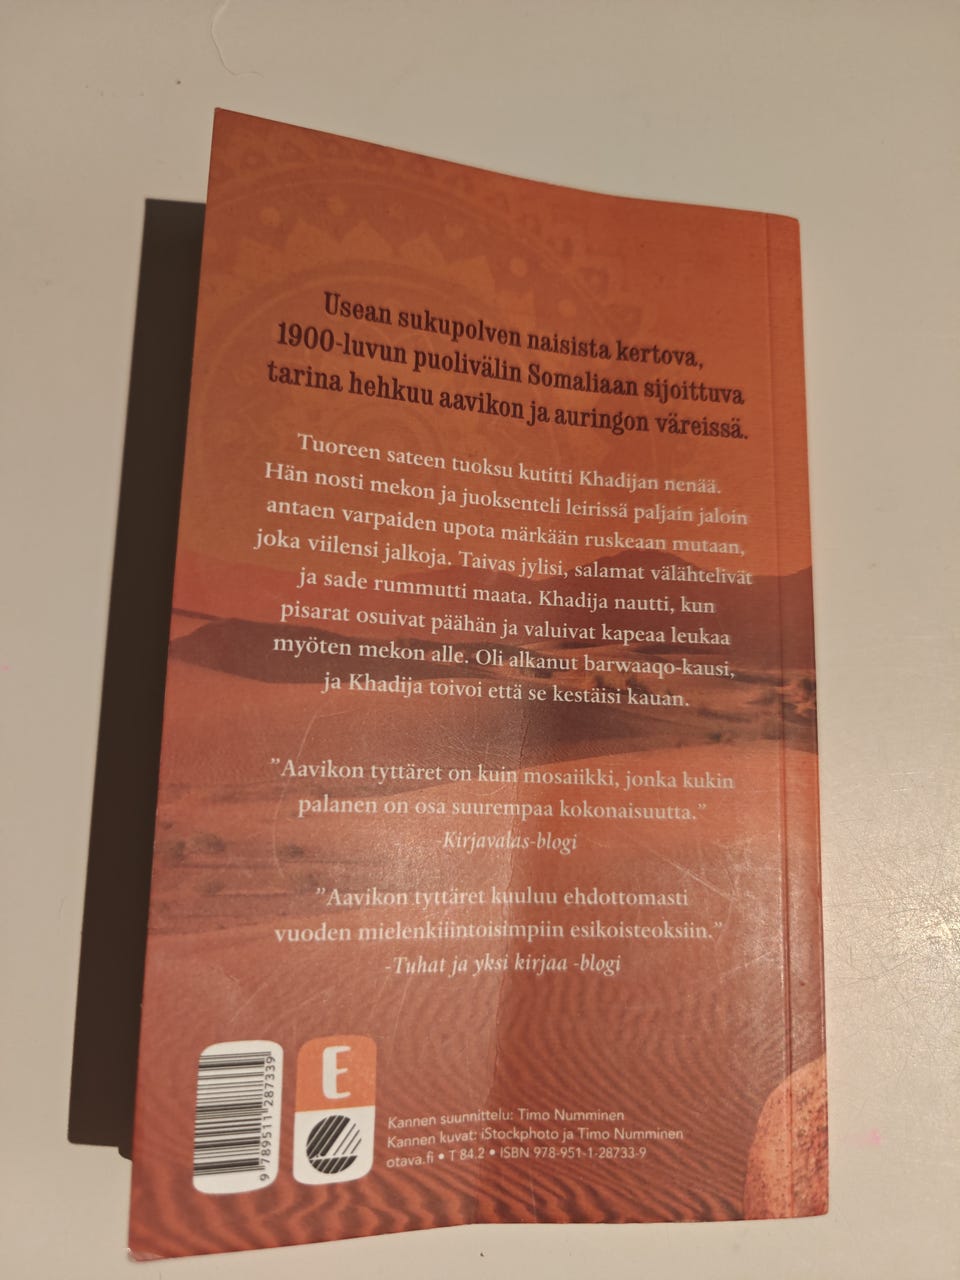 Usean sukupolven naisista kertova,
1900-luvun puolivälin Somaliaan sijoittuva
tarina hehkuu aavikon ja auringon väreissä.
Tuoreen sateen tuoksu kutitti Khadijan nenää.
Hän nosti mekon ja juoksenteli leirissä paljain jaloin
antaen varpaiden upota märkään ruskeaan mutaan,
joka viilensi jalkoja. Taivas jylisi, salamat välähtelivät
ja sade rummutti maata. Khadija nautti, kun
pisarat osuivat päähän ja valuivat kapeaa leukaa
myöten mekon alle. Oli alkanut barwaaqo-kausi,
ja Khadija toivoi että se kestäisi kauan.
”Aavikon tyttäret on kuin mosaiikki, jonka kukin
palanen on osa suurempaa kokonaisuutta.”
-Kirjavalas-blogi
”Aavikon tyttäret kuuluu ehdottomasti
vuoden mielenkiiintoisimpiin esikoisteoksiin.”
-Tuhat ja yksi kirjaa -blogi
E
Kannen suunnittelu: Timo Numminen
Kannen kuvat: iStockphoto ja Timo Numminen
otava.fi • T 84.2 • ISBN 978-951-1-28733-9
9 789511 287339